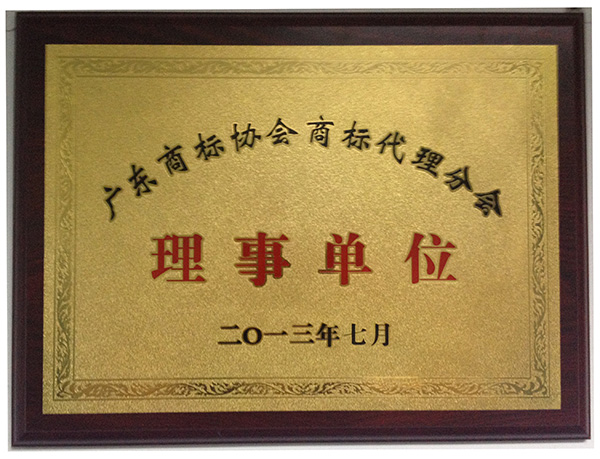 广东商标协会商标代理分会
理事单位
二〇一三年七月